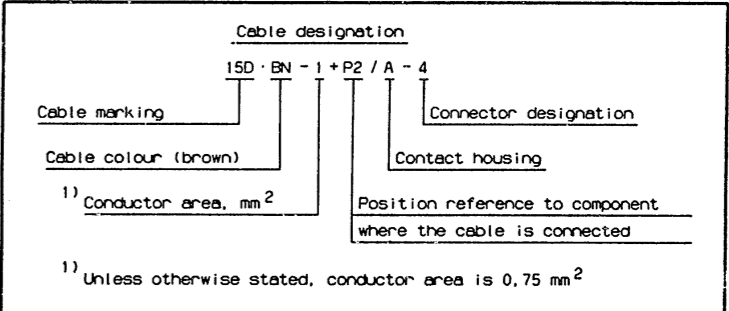 Cable designation
15D · BN - 1 + P2 / A - 4
Cable marking
Connector designation
Cable colour (brown)
Contact housing
1) Conductor area, mm2
Position reference to component
where the cable is connected
1) Unless otherwise stated, conductor area is 0,75 mm2